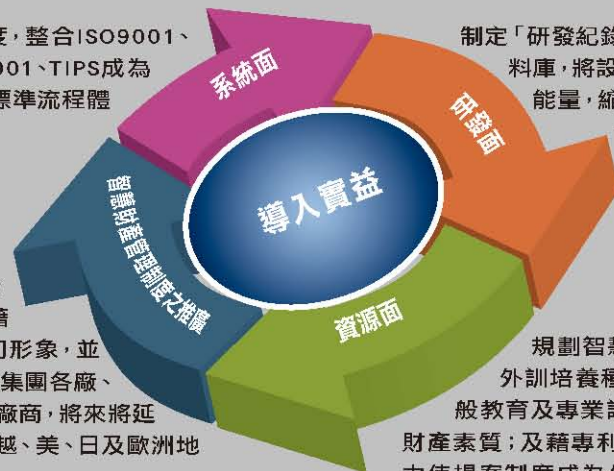 度，整合ISO9001、
001、TIPS成為
標準流程體
制定「研發紀錄
料庫，將設
能量，縮
系統面
研發面
導入實益
智慧財產管理制度之推廣
資源面
司形象，並
集團各廠、
廠商，將來將延
越、美、日及歐洲地
規劃智慧
外訓培養種
般教育及專業訓
財產素質；及藉專利